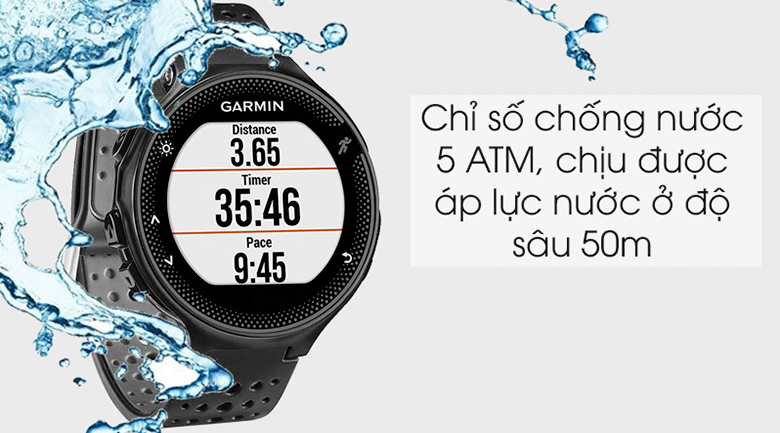 GARMIN
Distance
3.65
Timer
35:46
Pace
9:45
Chỉ số chống nước
5 ATM, chịu được
áp lực nước ở độ
sâu 50m